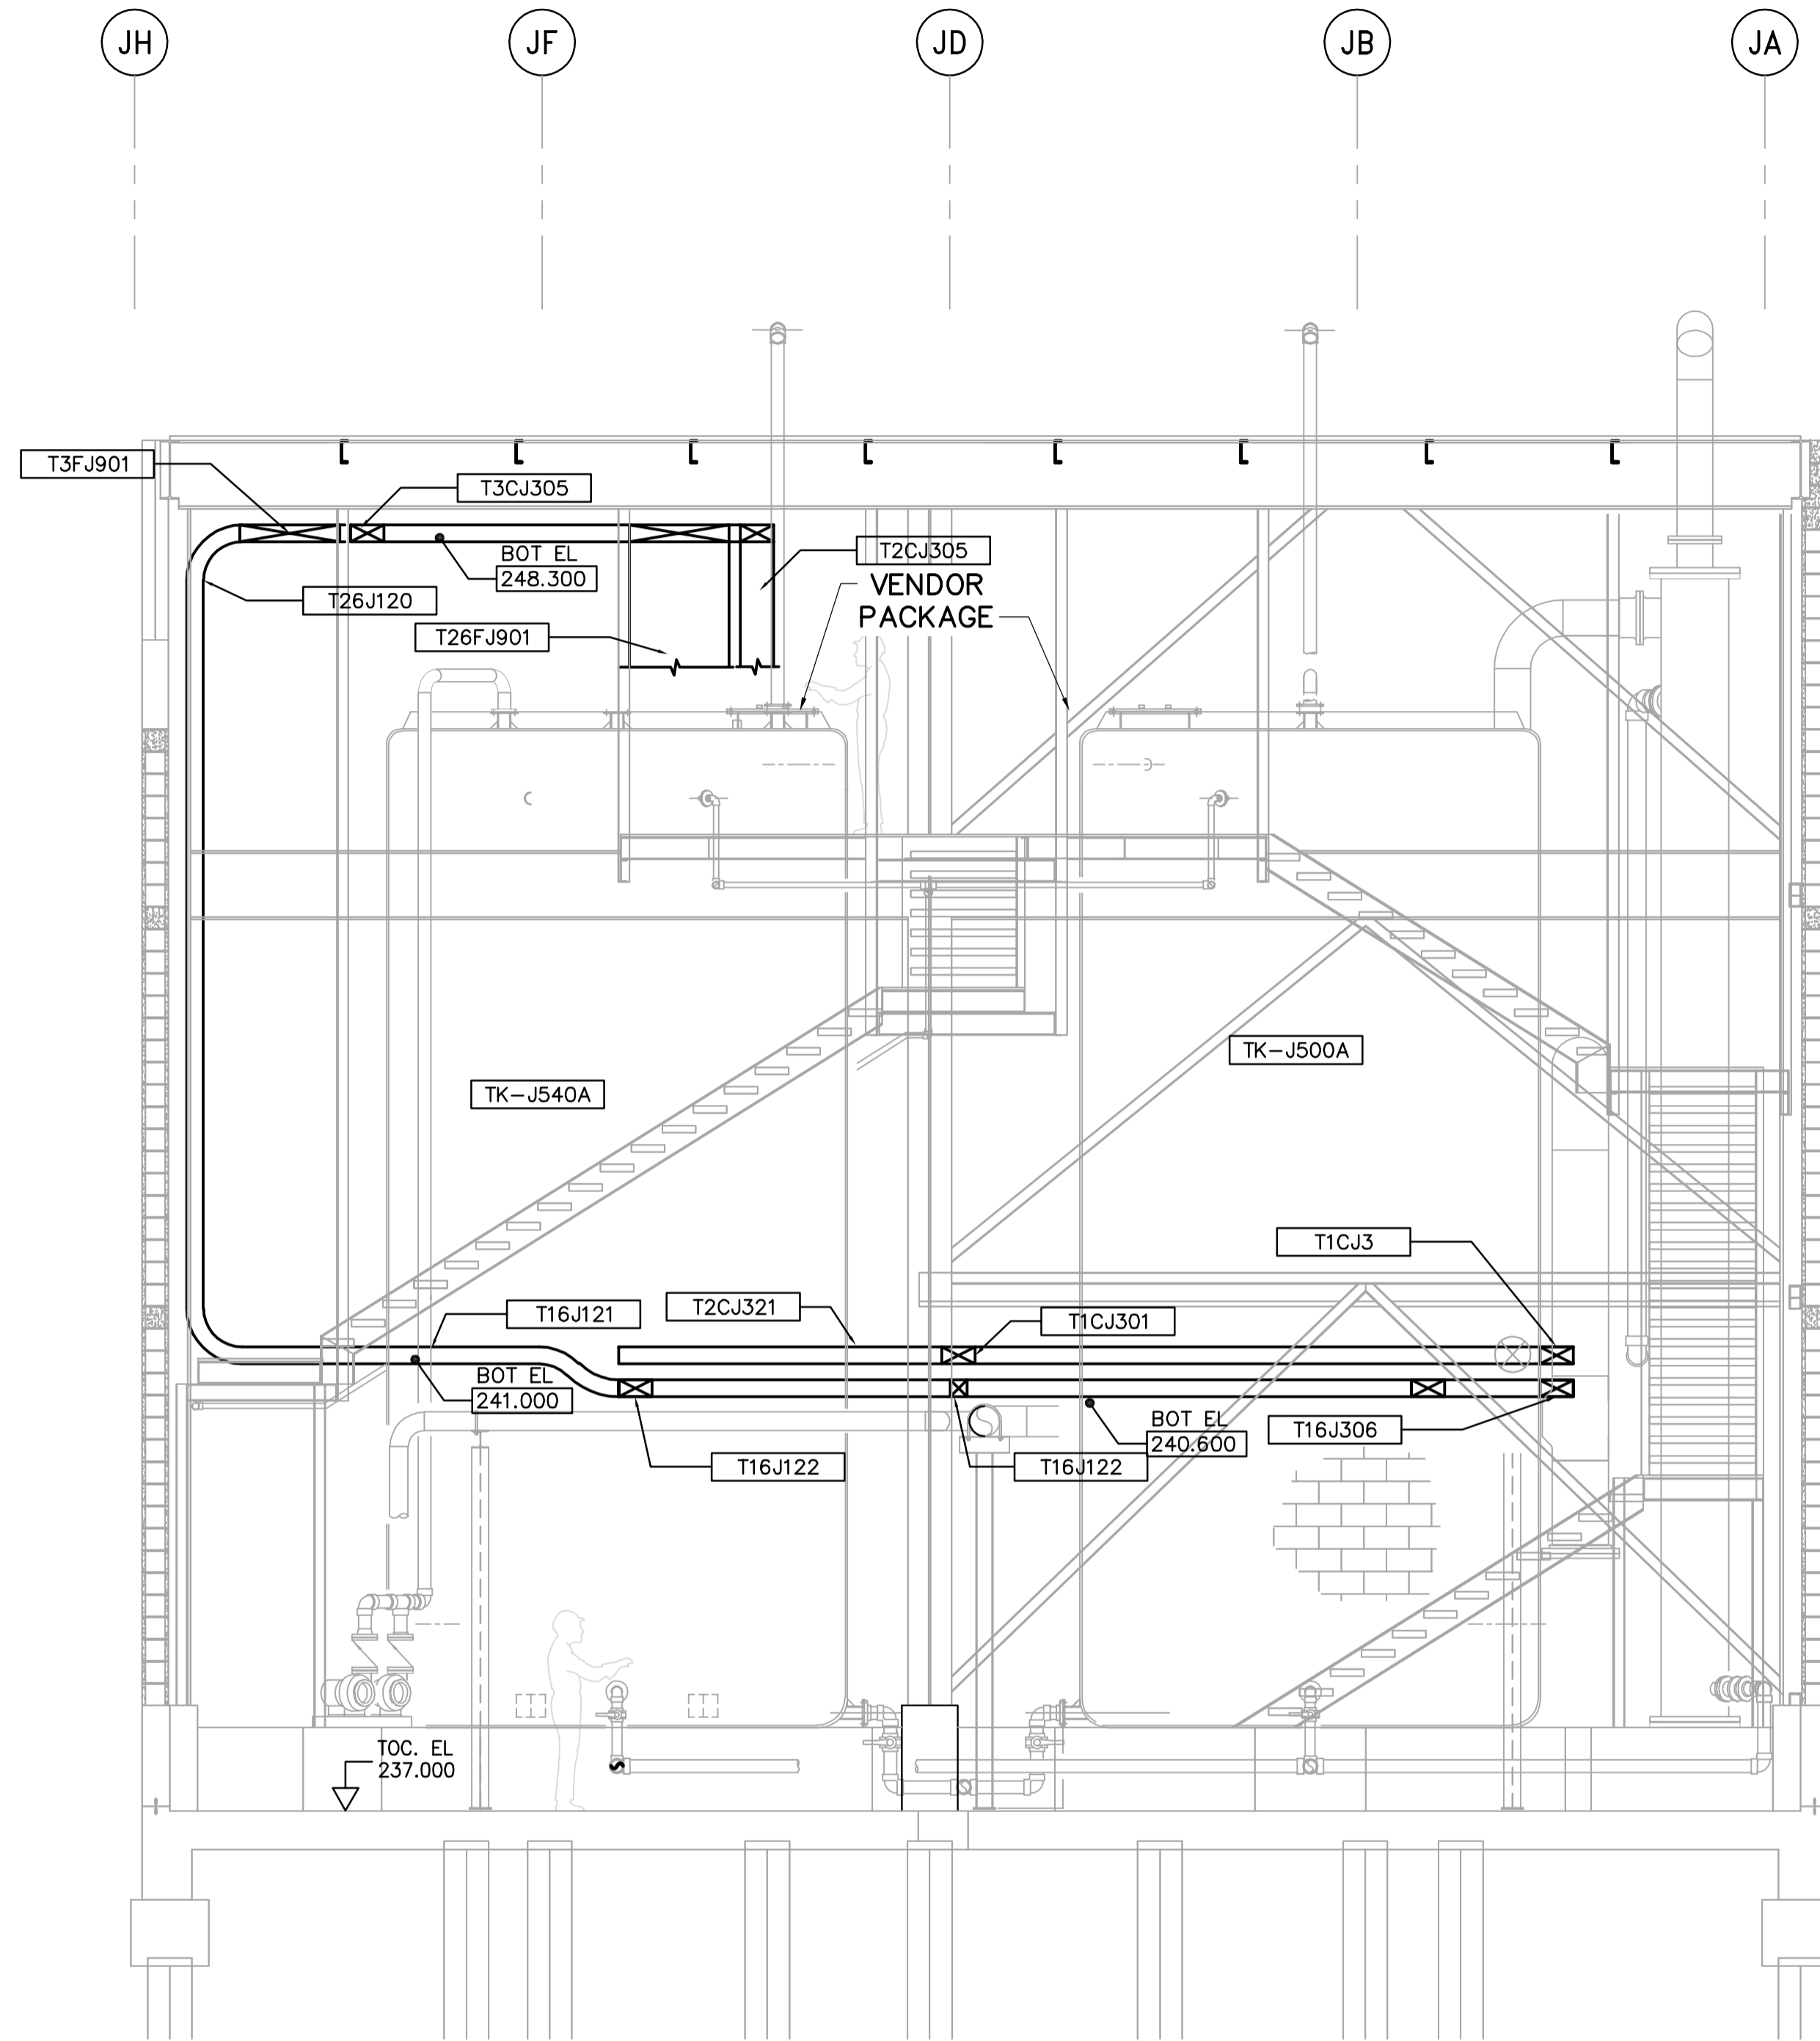 JH
JF
JD
JB
JA
T3FJ901
T3CJ305
T2CJ305
BOT EL
248.300
VENDOR
PACKAGE
T26J120
T26FJ901
TK-J500A
TK-J540A
T1CJ3
T2CJ321
T16J121
T1CJ301
BOT EL
241.000
BOT EL
240.600
T16J306
T16J122
T16J122
TOC. EL
237.000